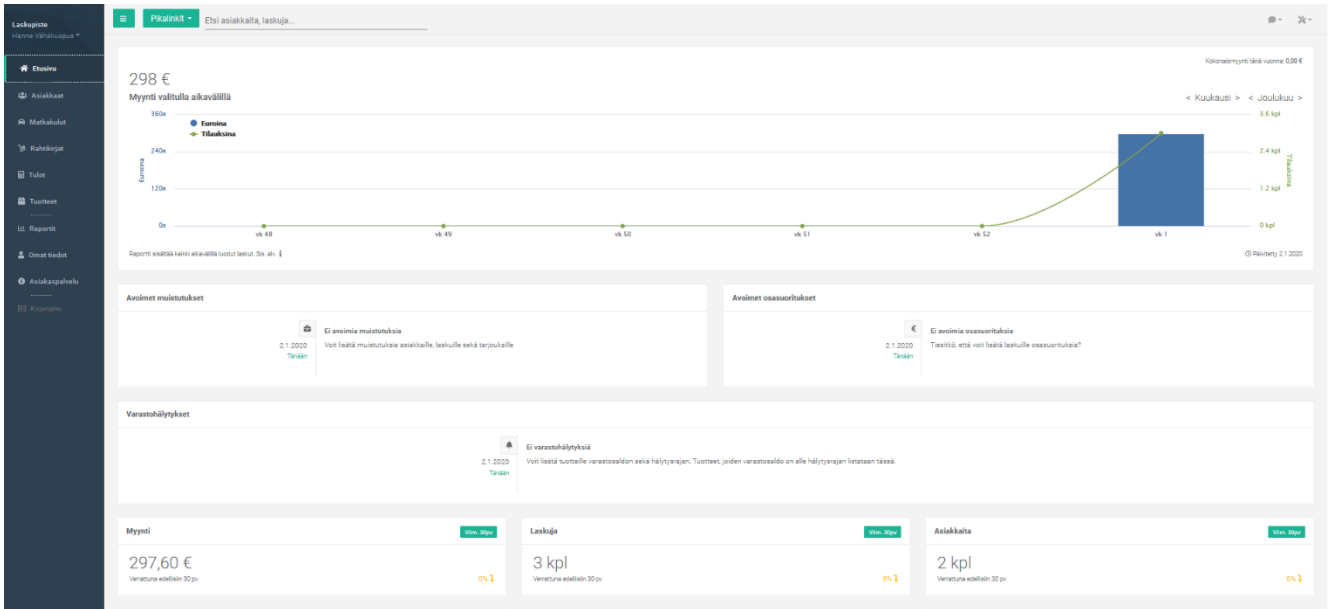 Laskupiste
Hanne Vähäkuopus
Etusivu
Asiakkaat
Matkakulut
Rahtikirjat
Tulot
Tuotteet
Raportit
Omat tiedot
Asiakaspalvelu
Kirjanpito
Pikalinkit
Etsi asiakkaita, laskuja...
Kokonaismyynti tänä vuonna: 0,00 €
298 €
Myynti valitulla aikavälillä
< Kuukausi > < Joulukuu >
360e
240e
120e
0e
Euroina
Euroina
Tilauksina
3.6 kpl
2.4 kpl
1.2 kpl
0 kpl
Tilauksina
vk 48 vk 49 vk 50 vk 51 vk 52 vk 1
Raportti sisältää kaikki aikavälillä luodut laskut. Sis. alv.
Päivitetty 2.1.2020
Avoimet muistutukset
Ei avoimia muistutuksia
2.1.2020 Voit lisätä muistutuksia asiakkaille, laskuille sekä tarjouksille
Tänään
Avoimet osasuoritukset
Ei avoimia osasuorituksia
2.1.2020 Tiesitkö, että voit lisätä laskuille osasuorituksia?
Tänään
Varastohälytykset
Ei varastohälytyksiä
2.1.2020 Voit lisätä tuotteille varastosaldon sekä hälytysrajan. Tuotteet, joiden varastosaldo on alle hälytysrajan listataan tässä.
Tänään
Myynti Viim. 30pv
297,60 €
Verrattuna edellisiin 30 pv 0%
Laskuja Viim. 30pv
3 kpl
Verrattuna edellisiin 30 pv 0%
Asiakkaita Viim. 30pv
2 kpl
Verrattuna edellisiin 30 pv 0%